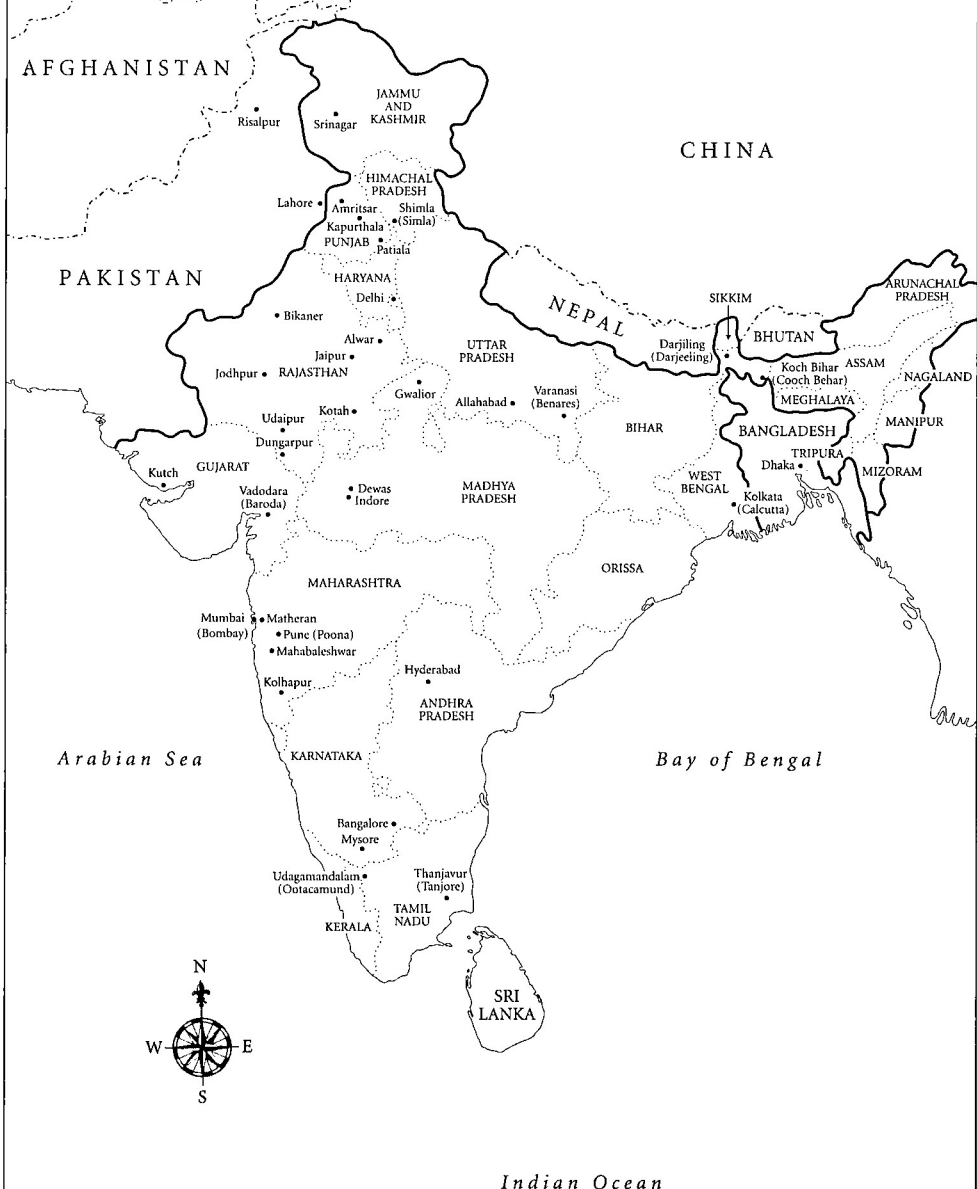 AFGHANISTAN
Risalpur
Srinagar
JAMMU
AND
KASHMIR
CHINA
HIMACHAL
PRADESH
Lahore
Amritsar
Shimla
(Simla)
Kapurthala
PUNJAB
Patiala
PAKISTAN
HARYANA
Delhi
Bikaner
NEPAL
SIKKIM
ARUNACHAL
PRADESH
BHUTAN
Alwar
Jaipur
UTTAR
PRADESH
Darjiling
(Darjeeling)
Koch Bihar
(Cooch Behar)
ASSAM
Jodhpur
RAJASTHAN
NAGALAND
Gwalior
Allahabad
Varanasi
(Benares)
MEGHALAYA
Kotah
Udaipur
Dungarpur
BIHAR
BANGLADESH
MANIPUR
TRIPURA
Dhaka
MIZORAM
Kutch
GUJARAT
Vadodara
(Baroda)
Dewas
Indore
MADHYA
PRADESH
WEST
BENGAL
Kolkata
(Calcutta)
ORISSA
MAHARASHTRA
Mumbai
(Bombay)
Matheran
Pune (Poona)
Mahabaleshwar
Kolhapur
Hyderabad
ANDHRA
PRADESH
Arabian Sea
KARNATAKA
Bay of Bengal
Bangalore
Mysore
Udagamandalam
(Ootacamund)
Thanjavur
(Tanjore)
TAMIL
NADU
KERALA
SRI
LANKA
N
W
E
S
Indian Ocean